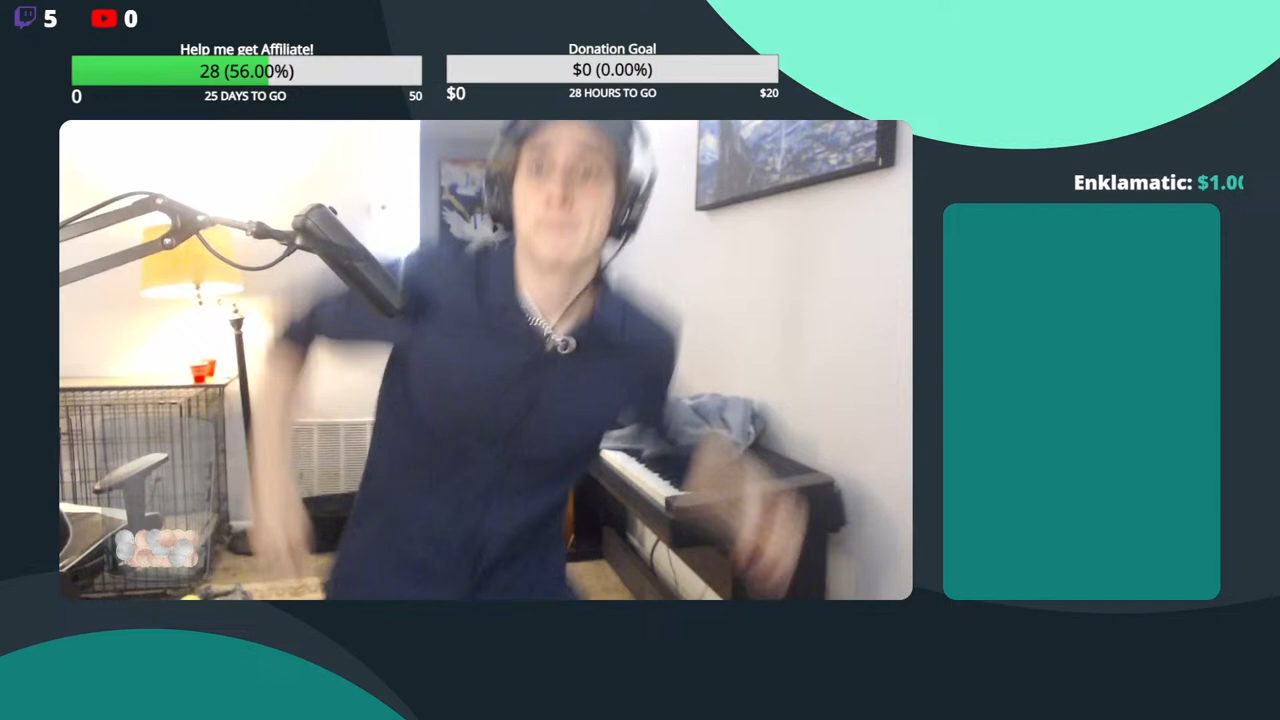 5
0
Help me get Affiliate!
28 (56.00%)
0
25 DAYS TO GO
50
Donation Goal
$0 (0.00%)
$0
28 HOURS TO GO
$20
Enklamatic: $1.00